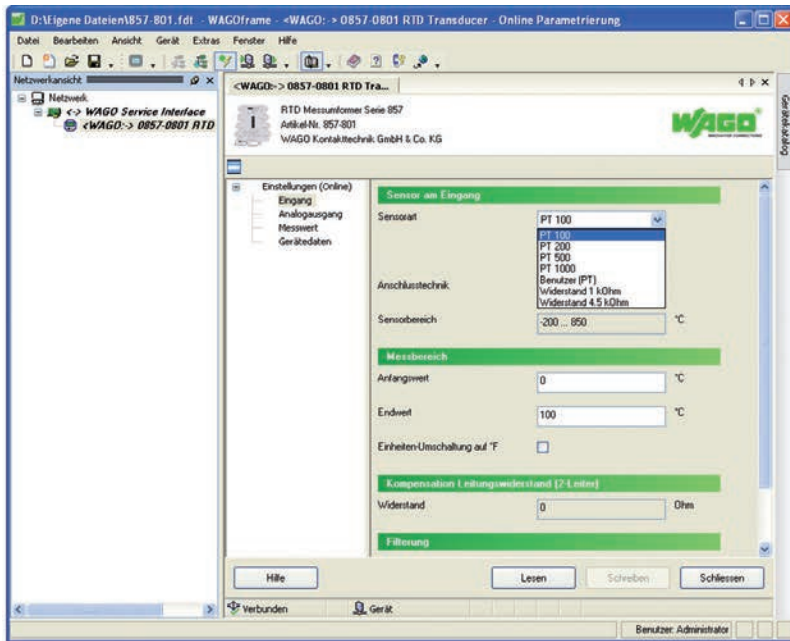 D:\Eigene Dateien\857-801.fdt - WAGOframe - <WAGO: -> 0857-0801 RTD Transducer - Online Parametrierung
Datei Bearbeiten Ansicht Gerät Extras Fenster Hilfe
Netzwerkansicht
Netzwerk
<-> WAGO Service Interface
<WAGO:-> 0857-0801 RTD
<WAGO:-> 0857-0801 RTD Tra...
RTD Messumformer Serie 857
Artikel-Nr. 857-801
WAGO Kontakttechnik GmbH & Co. KG
WAGO
INNOVATIVE CONNECTIONS
Gerätekatalog
Einstellungen (Online)
Eingang
Analogausgang
Messwert
Gerätedaten
Sensor am Eingang
Sensorart
PT 100
PT 100
PT 200
PT 500
PT 1000
Benutzer (PT)
Widerstand 1 kOhm
Widerstand 4.5 kOhm
Anschlusstechnik
Sensorbereich
-200 ... 850
°C
Messbereich
Anfangswert
0
°C
Endwert
100
°C
Einheiten-Umschaltung auf °F
Kompensation Leitungswiderstand (2-Leiter)
Widerstand
0
Ohm
Filterung
Hilfe
Lesen
Schreiben
Schliessen
Verbunden
Gerät
Benutzer: Administrator